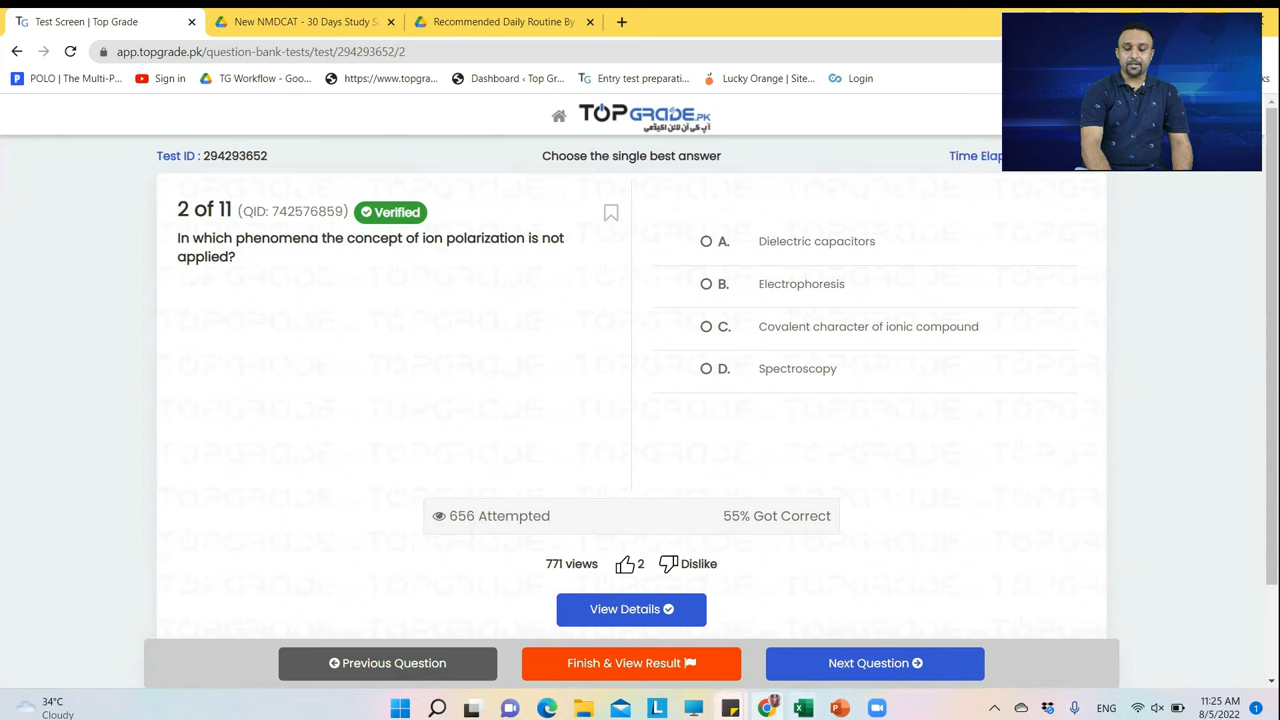 Test Screen | Top Grade
New NMDCAT - 30 Days Study S
Recommended Daily Routine By
app.topgrade.pk/question-bank-tests/test/294293652/2
POLO | The Multi-P...
Sign in
TG Workflow - Goo...
https://www.topgra...
Dashboard ‹ Top Gr...
Entry test preparati...
Lucky Orange | Site...
Login
TOPGRADE.PK
آپ کی آن لائن اکیڈمی
Test ID : 294293652
Choose the single best answer
Time Elap
2 of 11 (QID: 742576859) Verified
In which phenomena the concept of ion polarization is not
applied?
A. Dielectric capacitors
B. Electrophoresis
C. Covalent character of ionic compound
D. Spectroscopy
656 Attempted
55% Got Correct
771 views
2
Dislike
View Details
Previous Question
Finish & View Result
Next Question
34°C
Cloudy
ENG
11:25 AM
8/5/2022